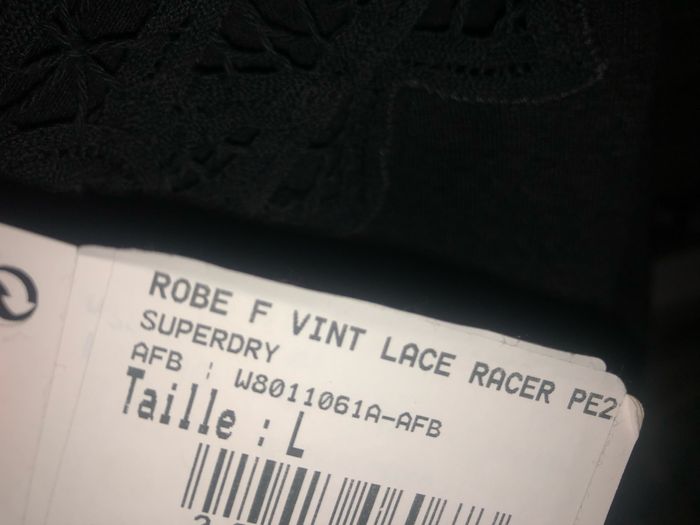 ROBE F VINT LACE RACER PE2
SUPERDRY
AFB : W8011061A-AFB
Taille : L